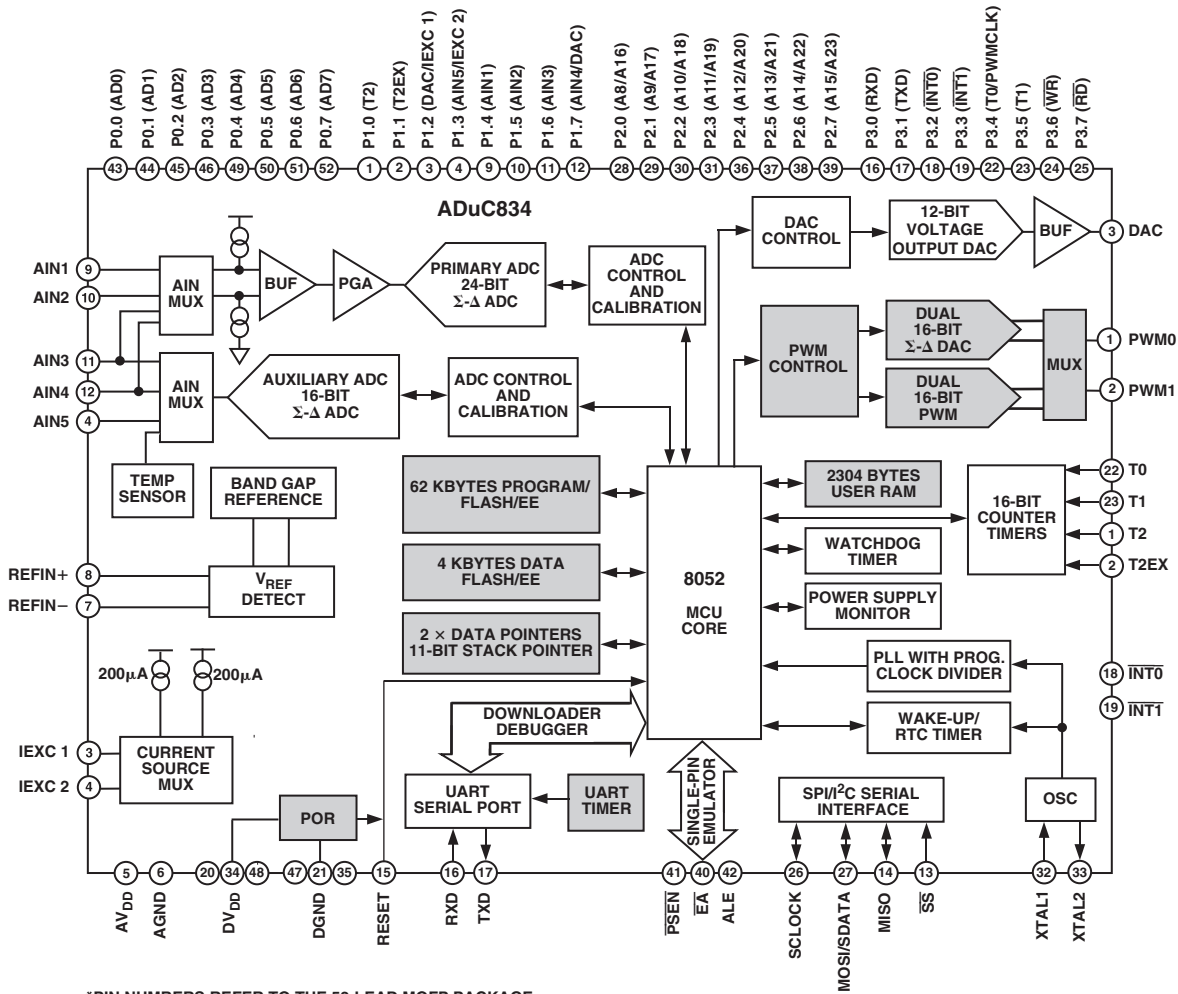 P0.0 (AD0)
P0.1 (AD1)
P0.2 (AD2)
P0.3 (AD3)
P0.4 (AD4)
P0.5 (AD5)
P0.6 (AD6)
P0.7 (AD7)
P1.0 (T2)
P1.1 (T2EX)
P1.2 (DAC/IEXC 1)
P1.3 (AIN5/IEXC 2)
P1.4 (AIN1)
P1.5 (AIN2)
P1.6 (AIN3)
P1.7 (AIN4/DAC)
P2.0 (A8/A16)
P2.1 (A9/A17)
P2.2 (A10/A18)
P2.3 (A11/A19)
P2.4 (A12/A20)
P2.5 (A13/A21)
P2.6 (A14/A22)
P2.7 (A15/A23)
P3.0 (RXD)
P3.1 (TXD)
P3.2 (INT0)
P3.3 (INT1)
P3.4 (T0/PWMCLK)
P3.5 (T1)
P3.6 (WR)
P3.7 (RD)
43 44 45 46 49 50 51 52 1 2 3 4 9 10 11 12 28 29 30 31 36 37 38 39 16 17 18 19 22 23 24 25
ADuC834
AIN1 9
AIN2 10
AIN3 11
AIN4 12
AIN5 4
AIN
MUX
BUF
PGA
PRIMARY ADC
24-BIT
Σ-Δ ADC
ADC
CONTROL
AND
CALIBRATION
DAC
CONTROL
12-BIT
VOLTAGE
OUTPUT DAC
BUF
3 DAC
AIN
MUX
AUXILIARY ADC
16-BIT
Σ-Δ ADC
ADC CONTROL
AND
CALIBRATION
PWM
CONTROL
DUAL
16-BIT
Σ-Δ DAC
DUAL
16-BIT
PWM
MUX
1 PWM0
2 PWM1
TEMP
SENSOR
BAND GAP
REFERENCE
REFIN+ 8
REFIN− 7
VREF
DETECT
62 KBYTES PROGRAM/
FLASH/EE
4 KBYTES DATA
FLASH/EE
2 × DATA POINTERS
11-BIT STACK POINTER
8052
MCU
CORE
2304 BYTES
USER RAM
WATCHDOG
TIMER
POWER SUPPLY
MONITOR
16-BIT
COUNTER
TIMERS
22 T0
23 T1
1 T2
2 T2EX
PLL WITH PROG.
CLOCK DIVIDER
WAKE-UP/
RTC TIMER
18 INT0
19 INT1
200μA
200μA
IEXC 1 3
IEXC 2 4
CURRENT
SOURCE
MUX
DOWNLOADER
DEBUGGER
POR
UART
SERIAL PORT
UART
TIMER
SINGLE-PIN
EMULATOR
SPI/I2C SERIAL
INTERFACE
OSC
5 6 20 34 48 47 21 35 15 16 17 41 40 42 26 27 14 13 32 33
AVDD
AGND
DVDD
DGND
RESET
RXD
TXD
PSEN
EA
ALE
SCLOCK
MOSI/SDATA
MISO
SS
XTAL1
XTAL2
*PIN NUMBERS REFER TO THE 52-LEAD MQFP PACKAGE